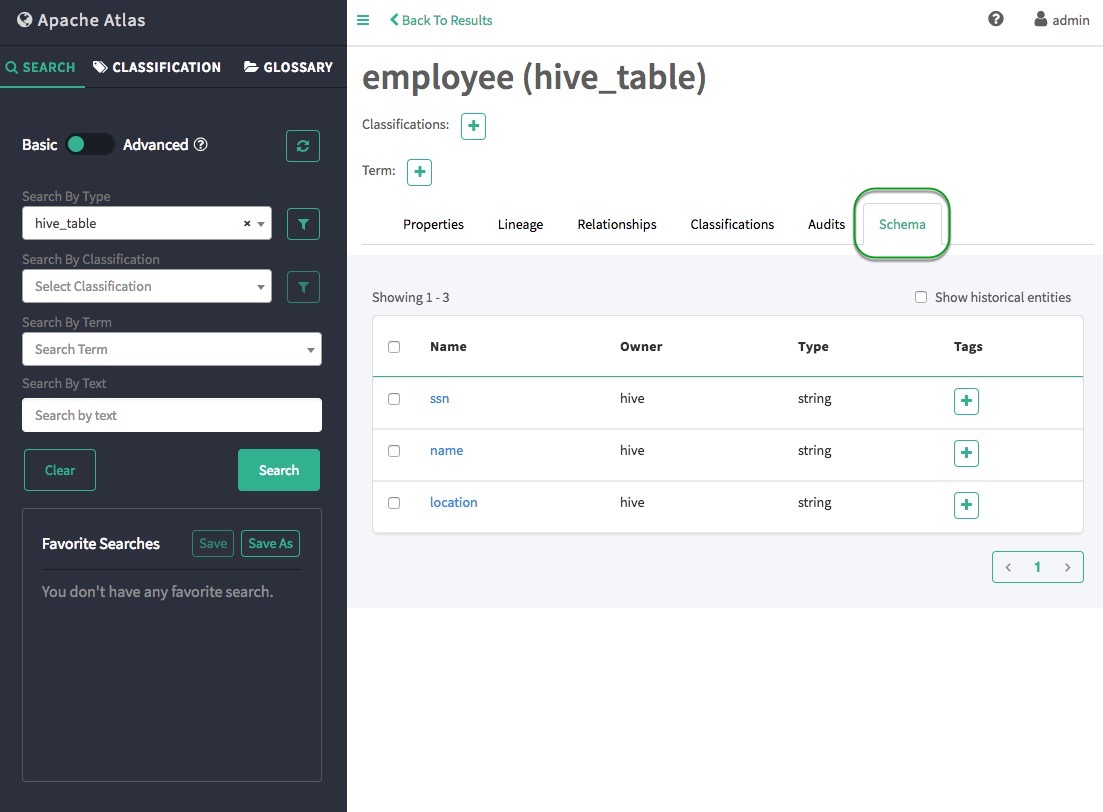 Apache Atlas
SEARCH CLASSIFICATION GLOSSARY
Basic Advanced
Search By Type
hive_table ×
Search By Classification
Select Classification
Search By Term
Search Term
Search By Text
Search by text
Clear Search
Favorite Searches Save Save As
You don't have any favorite search.
Back To Results admin
employee (hive_table)
Classifications:
Term:
Properties Lineage Relationships Classifications Audits Schema
Showing 1 - 3 Show historical entities
Name Owner Type Tags
ssn hive string
name hive string
location hive string
< 1 >